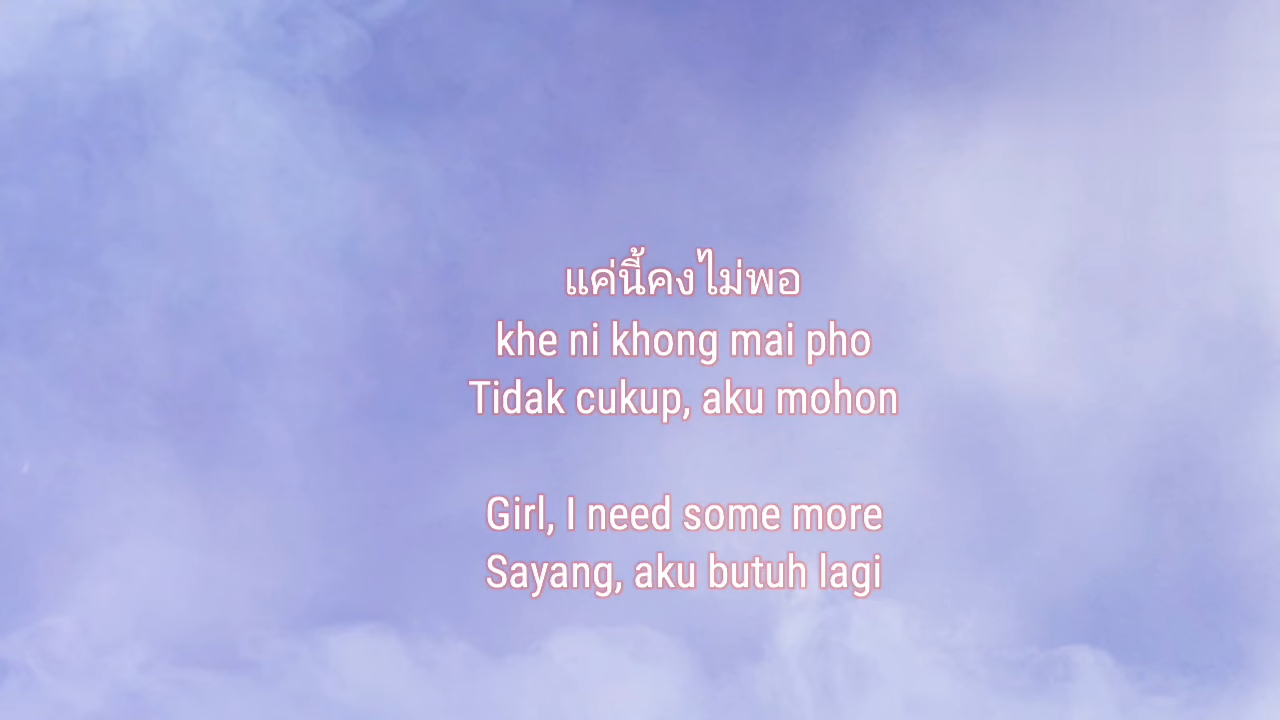 แค่นี้คงไม่พอ
khe ni khong mai pho
Tidak cukup, aku mohon
Girl, I need some more
Sayang, aku butuh lagi